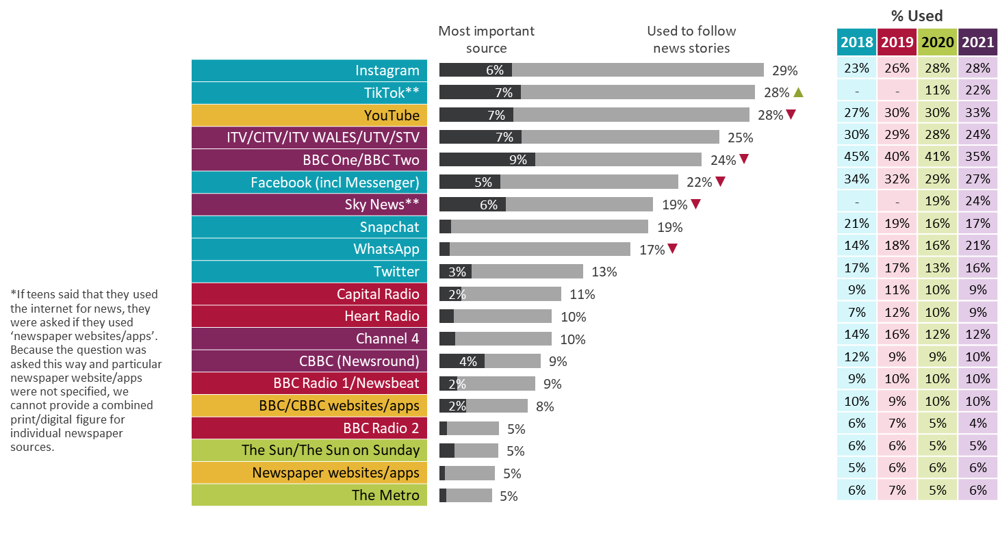 % Used
Most important source
Used to follow news stories
2018 2019 2020 2021
Instagram 6% 29% 23% 26% 28% 28%
TikTok** 7% 28% ▲ - - 11% 22%
YouTube 7% 28% ▼ 27% 30% 30% 33%
ITV/CITV/ITV WALES/UTV/STV 7% 25% 30% 29% 28% 24%
BBC One/BBC Two 9% 24% ▼ 45% 40% 41% 35%
Facebook (incl Messenger) 5% 22% ▼ 34% 32% 29% 27%
Sky News** 6% 19% ▼ - - 19% 24%
Snapchat 19% 21% 19% 16% 17%
WhatsApp 17% ▼ 14% 18% 16% 21%
Twitter 3% 13% 17% 17% 13% 16%
Capital Radio 2% 11% 9% 11% 10% 9%
Heart Radio 10% 7% 12% 10% 9%
Channel 4 10% 14% 16% 12% 12%
CBBC (Newsround) 4% 9% 12% 9% 9% 10%
BBC Radio 1/Newsbeat 2% 9% 9% 10% 10% 10%
BBC/CBBC websites/apps 2% 8% 10% 9% 10% 10%
BBC Radio 2 5% 6% 7% 5% 4%
The Sun/The Sun on Sunday 5% 6% 6% 5% 5%
Newspaper websites/apps 5% 5% 6% 6% 6%
The Metro 5% 6% 7% 5% 6%
*If teens said that they used
the internet for news, they
were asked if they used
‘newspaper websites/apps’.
Because the question was
asked this way and particular
newspaper website/apps
were not specified, we
cannot provide a combined
print/digital figure for
individual newspaper
sources.